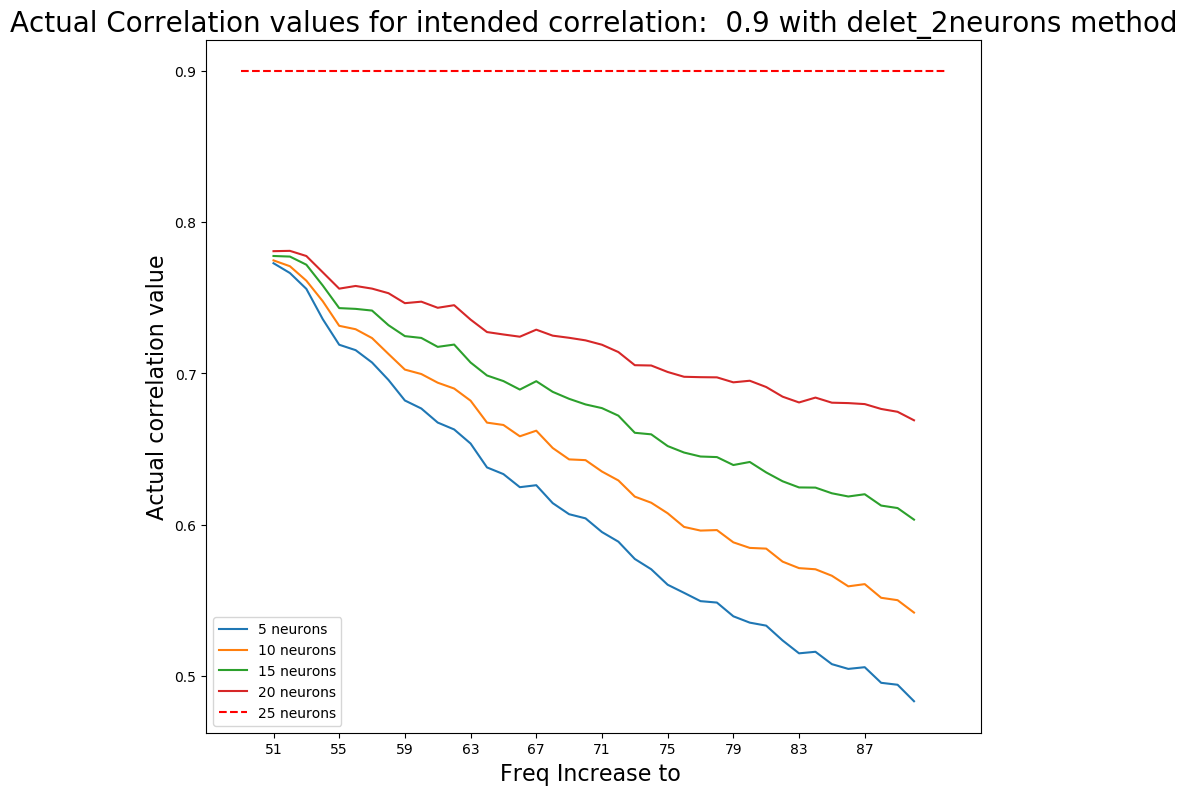 Actual Correlation values for intended correlation:  0.9 with delet_2neurons method
0.9
0.8
0.7
0.6
0.5
Actual correlation value
5 neurons
10 neurons
15 neurons
20 neurons
25 neurons
51 55 59 63 67 71 75 79 83 87
Freq Increase to